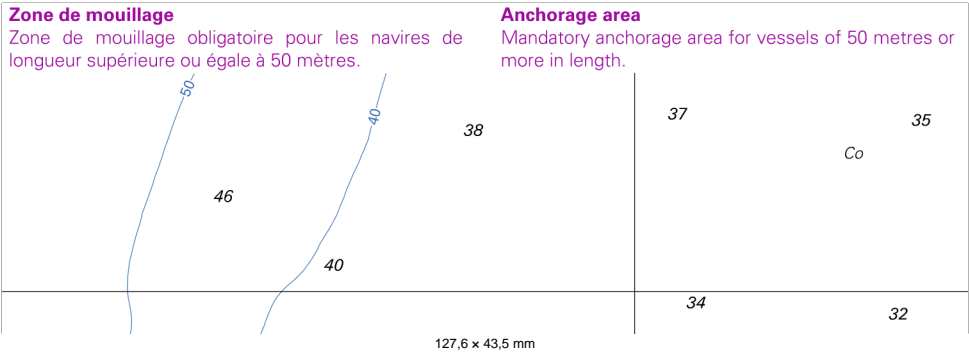 Zone de mouillage
Zone de mouillage obligatoire pour les navires de
longueur supérieure ou égale à 50 mètres.
Anchorage area
Mandatory anchorage area for vessels of 50 metres or
more in length.
50
40
38
37
35
Co
46
40
34
32
127,6 × 43,5 mm